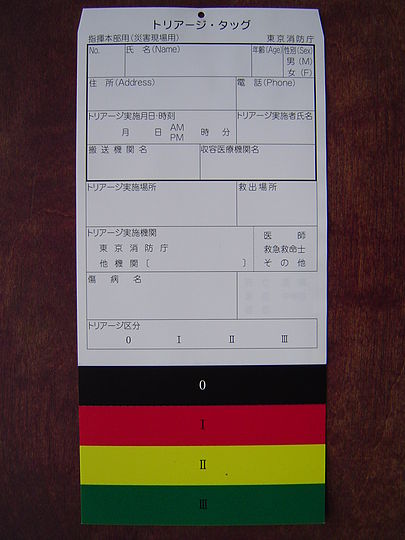 トリアージ・タッグ
指揮本部用(災害現場用) 東京消防庁
No. 氏 名(Name) 年齢(Age) 性別(Sex)
男(M)
女(F)
住 所(Address) 電 話(Phone)
トリアージ実施月日・時刻 トリアージ実施者氏名
月 日 AM 時 分
PM
搬送機関名 収容医療機関名
トリアージ実施場所 救出場所
トリアージ実施機関 医 師
東京消防庁 救急救命士
他機関〔 〕 その他
傷病名
トリアージ区分
0 Ⅰ Ⅱ Ⅲ
0
Ⅰ
Ⅱ
Ⅲ